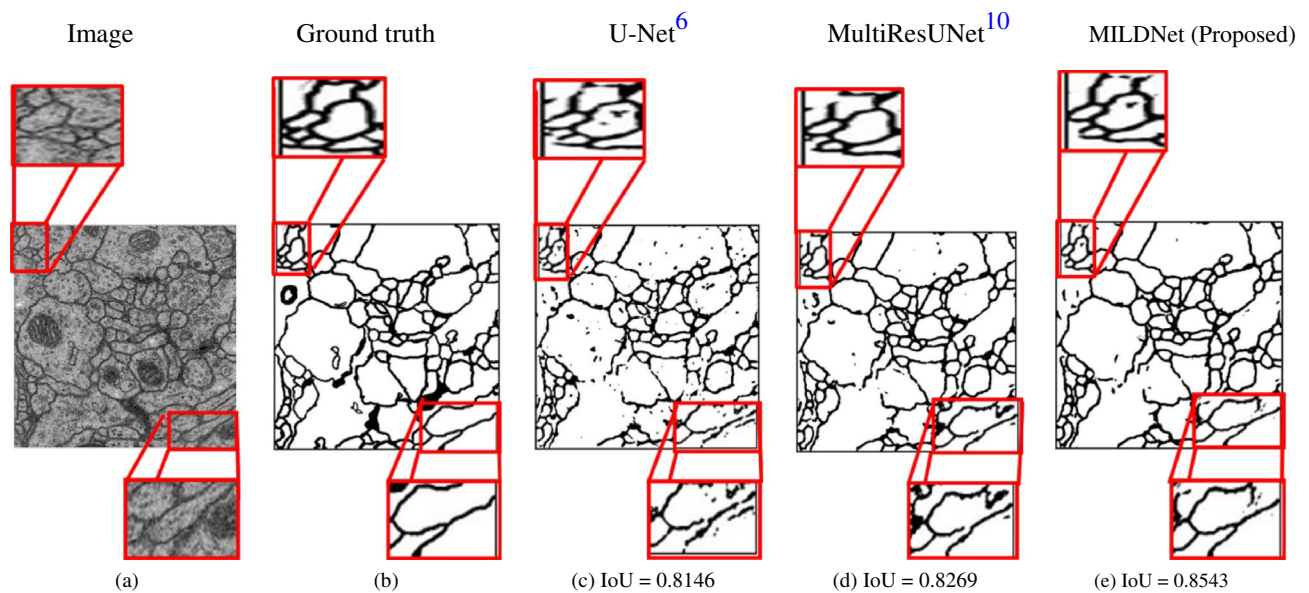 Image Ground truth U-Net6 MultiResUNet10 MILDNet (Proposed)
(a) (b) (c) IoU = 0.8146 (d) IoU = 0.8269 (e) IoU = 0.8543